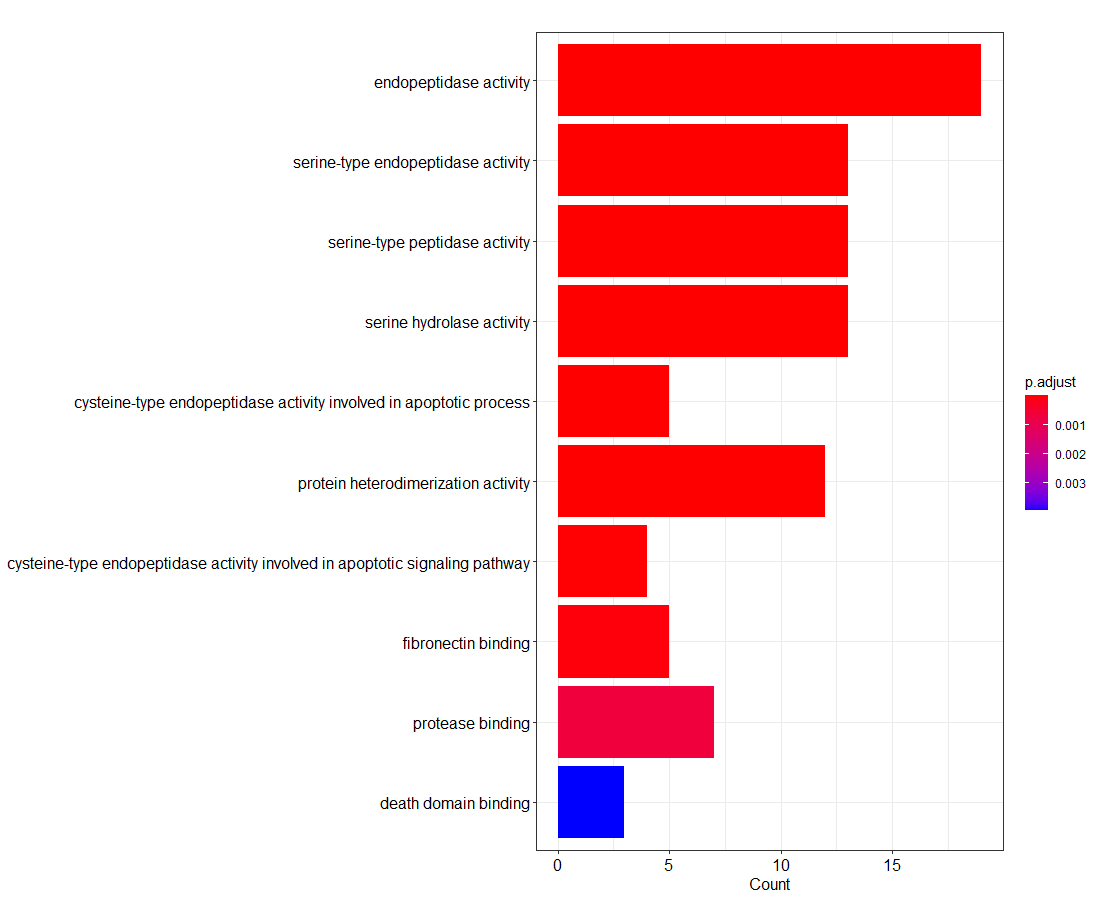 endopeptidase activity
serine-type endopeptidase activity
serine-type peptidase activity
serine hydrolase activity
cysteine-type endopeptidase activity involved in apoptotic process
protein heterodimerization activity
cysteine-type endopeptidase activity involved in apoptotic signaling pathway
fibronectin binding
protease binding
death domain binding
0 5 10 15
Count
p.adjust
0.001
0.002
0.003